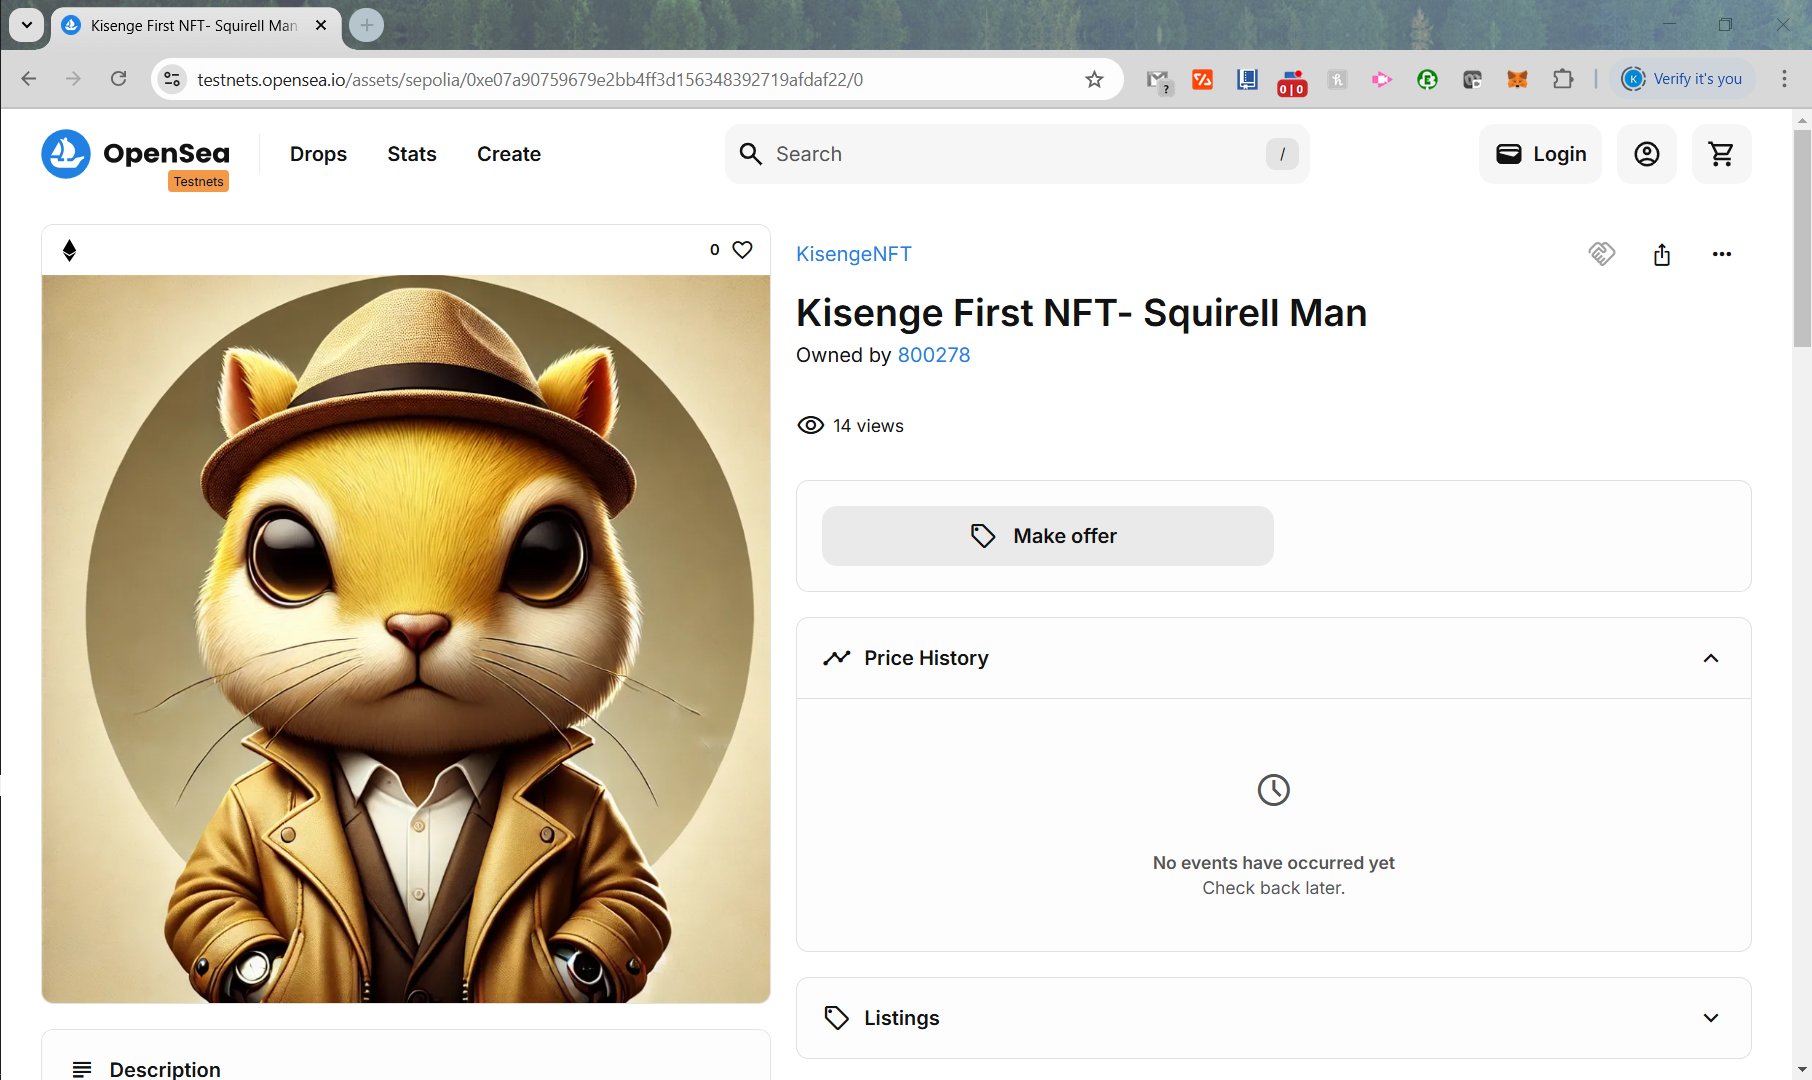 Kisenge First NFT- Squirell Man
testnets.opensea.io/assets/sepolia/0xe07a90759679e2bb4ff3d156348392719afdaf22/0
?
0|0
K
Verify it's you
OpenSea
Testnets
Drops
Stats
Create
Search
/
Login
0
KisengeNFT
Kisenge First NFT- Squirell Man
Owned by 800278
14 views
Make offer
Price History
No events have occurred yet
Check back later.
Listings
Description